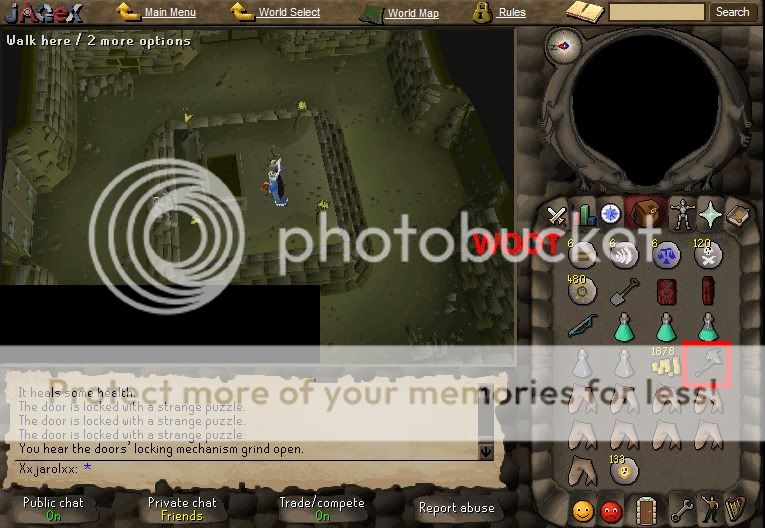 JAGEX
Main Menu
World Select
World Map
Rules
Search
Walk here / 2 more options
photobucket
WOOT
6
6
6
120
480
1878
Protect more of your memories for less!
It heals some health.
The door is locked with a strange puzzle.
The door is locked with a strange puzzle.
The door is locked with a strange puzzle.
You hear the doors' locking mechanism grind open.
Xxjarolxx: *
133
Public chat
On
Private chat
Friends
Trade/compete
On
Report abuse